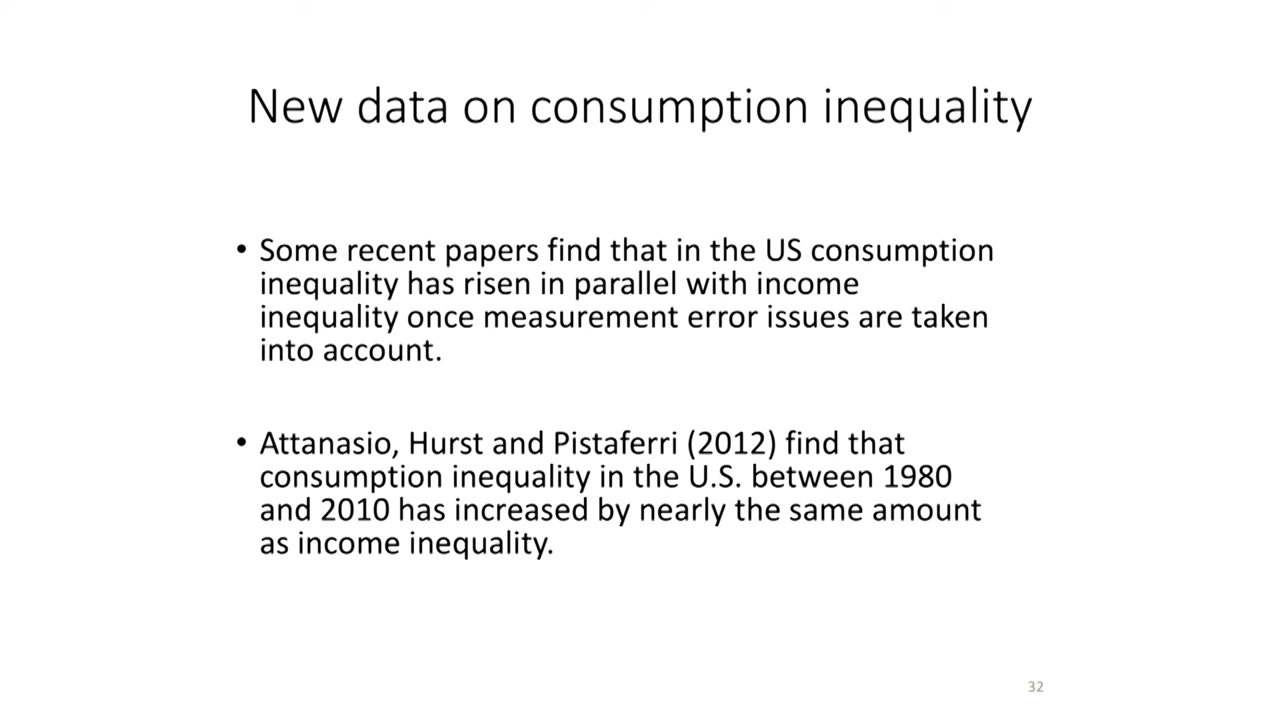 New data on consumption inequality
• Some recent papers find that in the US consumption
inequality has risen in parallel with income
inequality once measurement error issues are taken
into account.
• Attanasio, Hurst and Pistaferri (2012) find that
consumption inequality in the U.S. between 1980
and 2010 has increased by nearly the same amount
as income inequality.
32